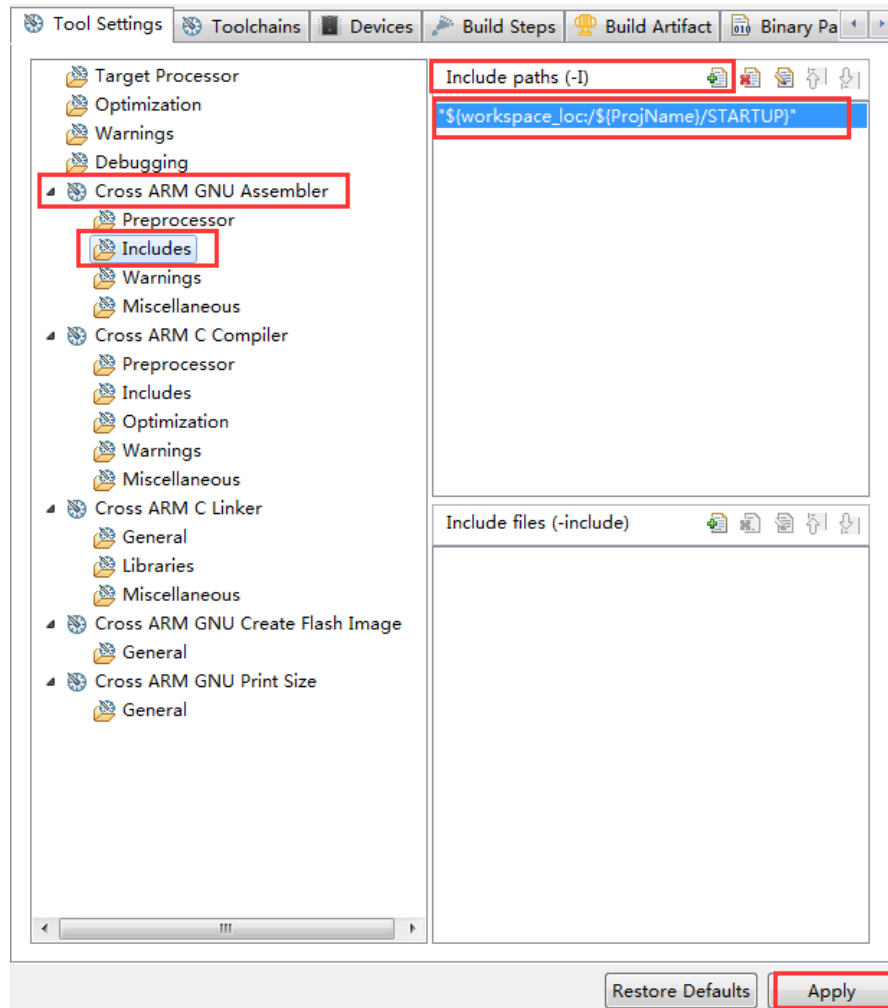 Tool Settings Toolchains Devices Build Steps Build Artifact Binary Pa
Target Processor
Optimization
Warnings
Debugging
Cross ARM GNU Assembler
Preprocessor
Includes
Warnings
Miscellaneous
Cross ARM C Compiler
Preprocessor
Includes
Optimization
Warnings
Miscellaneous
Cross ARM C Linker
General
Libraries
Miscellaneous
Cross ARM GNU Create Flash Image
General
Cross ARM GNU Print Size
General
Include paths (-I)
"${workspace_loc:/${ProjName}/STARTUP}"
Include files (-include)
Restore Defaults Apply